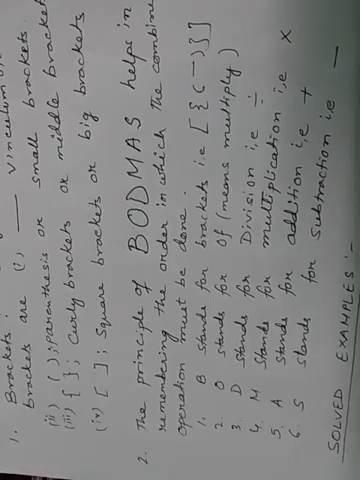 1. Brackets:
brackets are (i) — Vinculum
(ii) ( ); parenthesis or small brackets
(iii) { }; Curly brackets or middle bracket
(iv) [ ]; Square brackets or big brackets
2. The principle of BODMAS helps in
remembering the order in which the combine
operation must be done.
1. B stands for brackets i.e [{(—)}]
2. O stands for Of (means multiply)
3. D stands for Division i.e ÷
4. M stands for multiplication i.e ×
5. A stands for addition i.e +
6. S stands for subtraction i.e —
SOLVED EXAMPLES:-